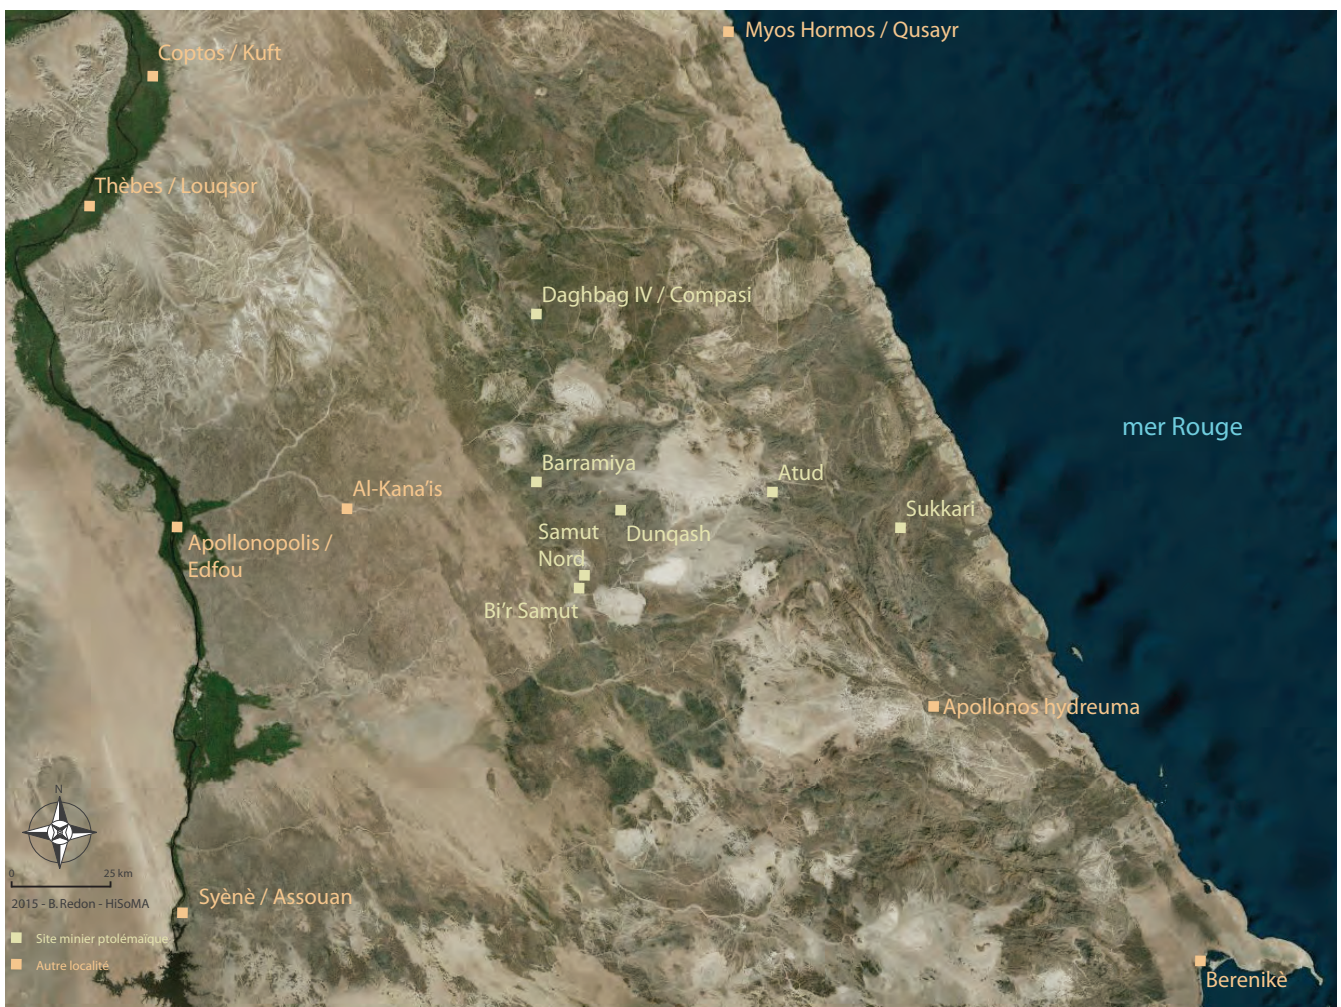 Myos Hormos / Qusayr
Coptos / Kuft
Thèbes / Louqsor
Daghbag IV / Compasi
mer Rouge
Barramiya
Atud
Al-Kana'is
Sukkari
Samut
Nord
Dunqash
Apollonopolis /
Edfou
Bi'r Samut
Apollonos hydreuma
N
0 25 km
2015 - B. Redon - HiSoMA
Syènè / Assouan
Site minier ptolémaïque
Autre localité
Berenikè